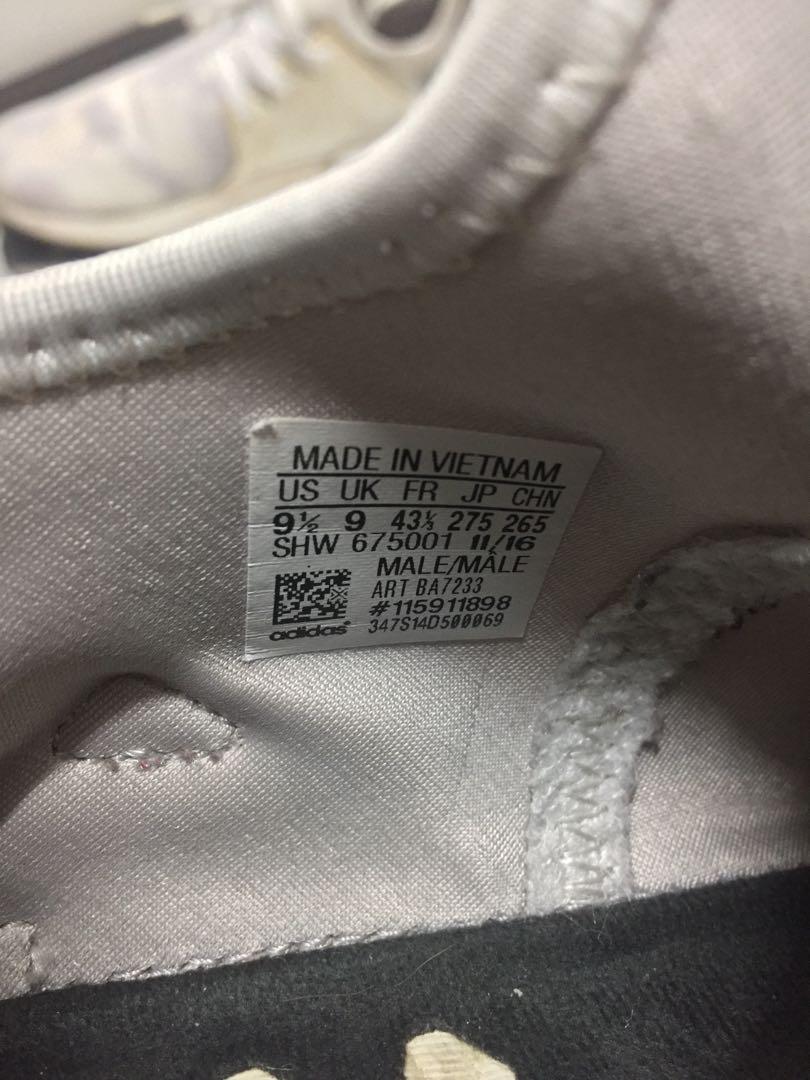 MADE IN VIETNAM
US UK FR JP CHN
9½ 9 43⅓ 275 265
SHW 675001 11/16
MALE/MÂLE
ART BA7233
#115911898
adidas 347S14D500069